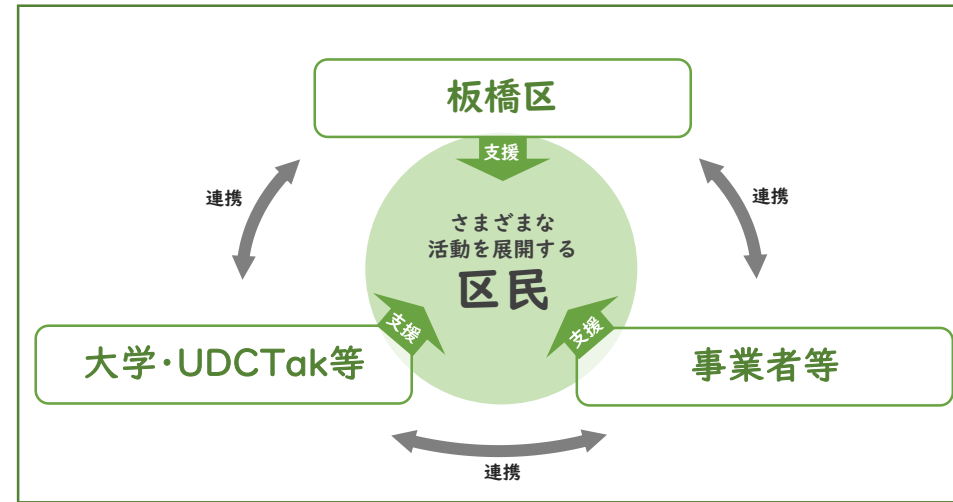 板橋区
支援
連携
連携
さまざまな
活動を展開する
区民
支援
支援
大学・UDCTak等
事業者等
連携